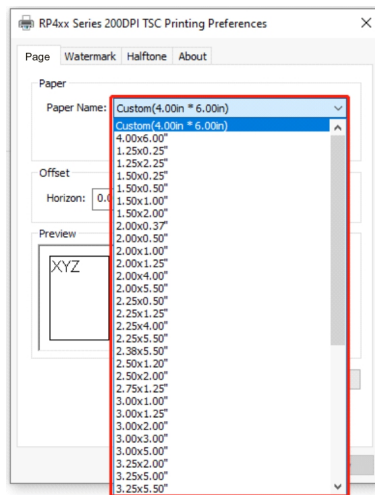 RP4xx Series 200DPI TSC Printing Preferences
Page Watermark Halftone About
Paper
Paper Name: Custom(4.00in * 6.00in)
Custom(4.00in * 6.00in)
4.00x6.00"
1.25x0.25"
1.25x2.25"
1.50x0.25"
1.50x0.50"
1.50x1.00"
1.50x2.00"
2.00x0.37"
2.00x0.50"
2.00x1.00"
2.00x1.25"
2.00x4.00"
2.00x5.50"
2.25x0.50"
2.25x1.25"
2.25x4.00"
2.25x5.50"
2.38x5.50"
2.50x1.20"
2.50x2.00"
2.75x1.25"
3.00x1.00"
3.00x1.25"
3.00x2.00"
3.00x3.00"
3.00x5.00"
3.25x2.00"
3.25x5.00"
3.25x5.50"
Offset
Horizon: 0.0
Preview
XYZ